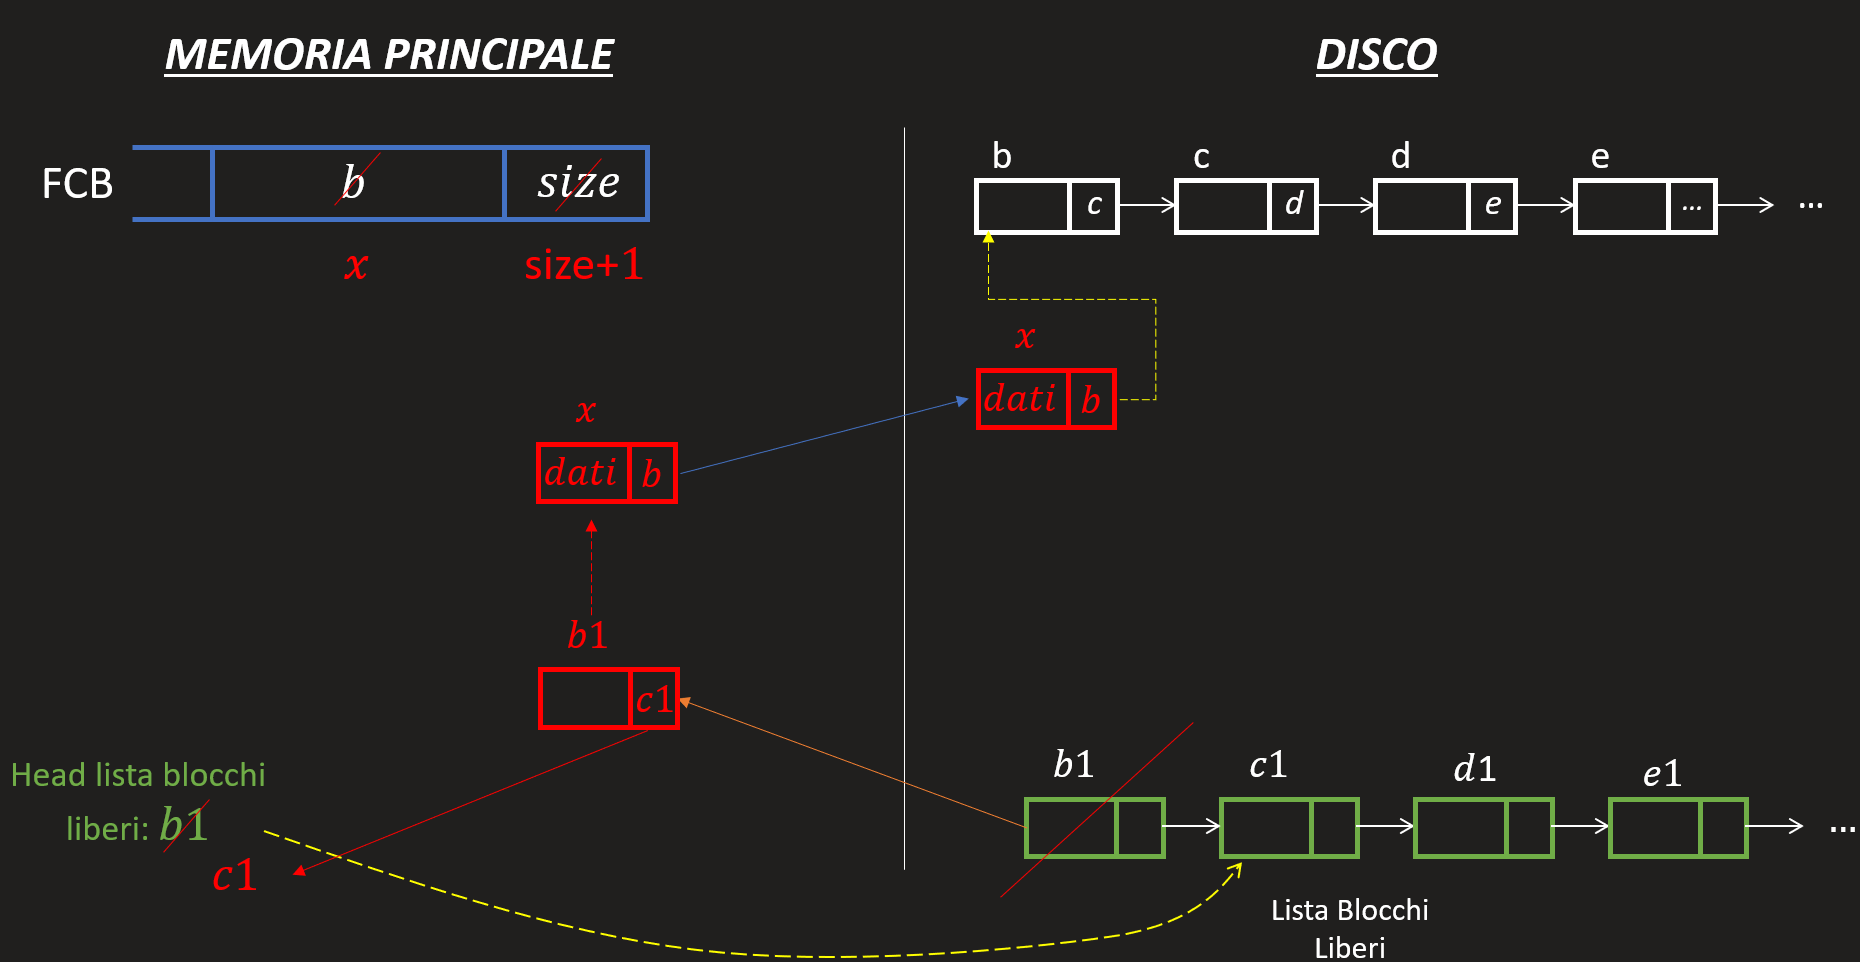 MEMORIA PRINCIPALE
DISCO
FCB
b
size
x
size+1
b
c
d
e
c
d
e
...
...
x
dati
b
x
dati
b
b1
c1
Head lista blocchi
liberi: b1
c1
b1
c1
d1
e1
...
Lista Blocchi
Liberi